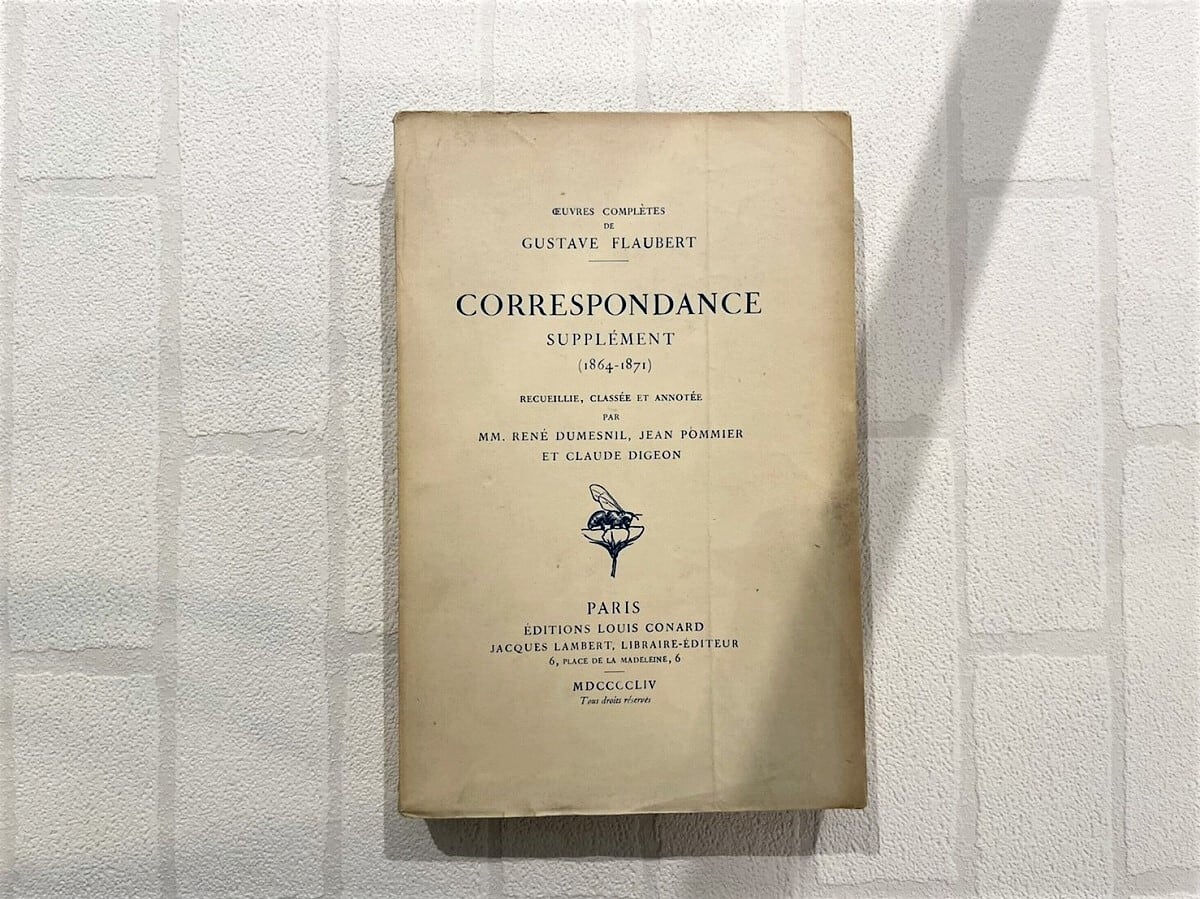 ŒUVRES COMPLÈTES
DE
GUSTAVE FLAUBERT
CORRESPONDANCE
SUPPLÉMENT
(1864-1871)
RECUEILLIE, CLASSÉE ET ANNOTÉE
PAR
MM. RENÉ DUMESNIL, JEAN POMMIER
ET CLAUDE DIGEON
PARIS
ÉDITIONS LOUIS CONARD
JACQUES LAMBERT, LIBRAIRE-ÉDITEUR
6, PLACE DE LA MADELEINE, 6
MDCCCCLIV
Tous droits réservés